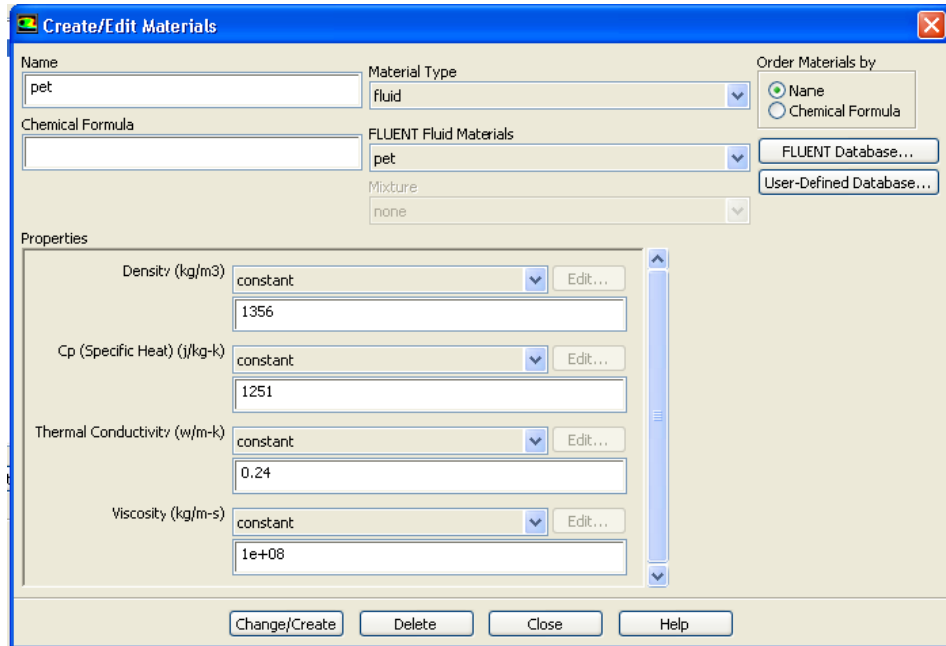 Create/Edit Materials
Name
pet
Chemical Formula
Material Type
fluid
FLUENT Fluid Materials
pet
Mixture
none
Order Materials by
Name
Chemical Formula
FLUENT Database...
User-Defined Database...
Properties
Density (kg/m3)
constant
Edit...
1356
Cp (Specific Heat) (j/kg-k)
constant
Edit...
1251
Thermal Conductivity (w/m-k)
constant
Edit...
0.24
Viscosity (kg/m-s)
constant
Edit...
1e+08
Change/Create
Delete
Close
Help